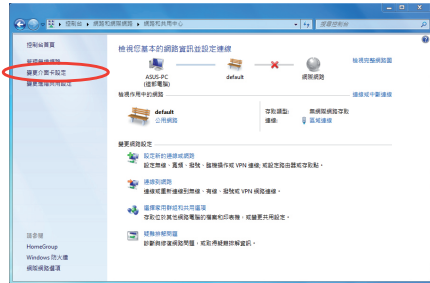 控制台 ▸ 網路和網際網路 ▸ 網路和共用中心
搜尋控制台
控制台首頁
管理無線網路
變更介面卡設定
變更進階共用設定
檢視您基本的網路資訊並設定連線
檢視完整網路圖
ASUS-PC
(這部電腦)
default
網際網路
檢視作用中的網路
連線或中斷連線
default
公用網路
存取類型:
無網際網路存取
連線:
區域連線
變更網路設定
設定新的連線或網路
設定無線、寬頻、撥號、臨機操作或 VPN 連線; 或設定路由器或存取點。
連線到網路
連線或重新連線到無線、有線、撥號或 VPN 網路連線。
選擇家用群組和共用選項
存取位於其他網路電腦的檔案和印表機，或變更共用設定。
疑難排解問題
診斷與修復網路問題，或取得疑難排解資訊。
請參閱
HomeGroup
Windows 防火牆
網際網路選項